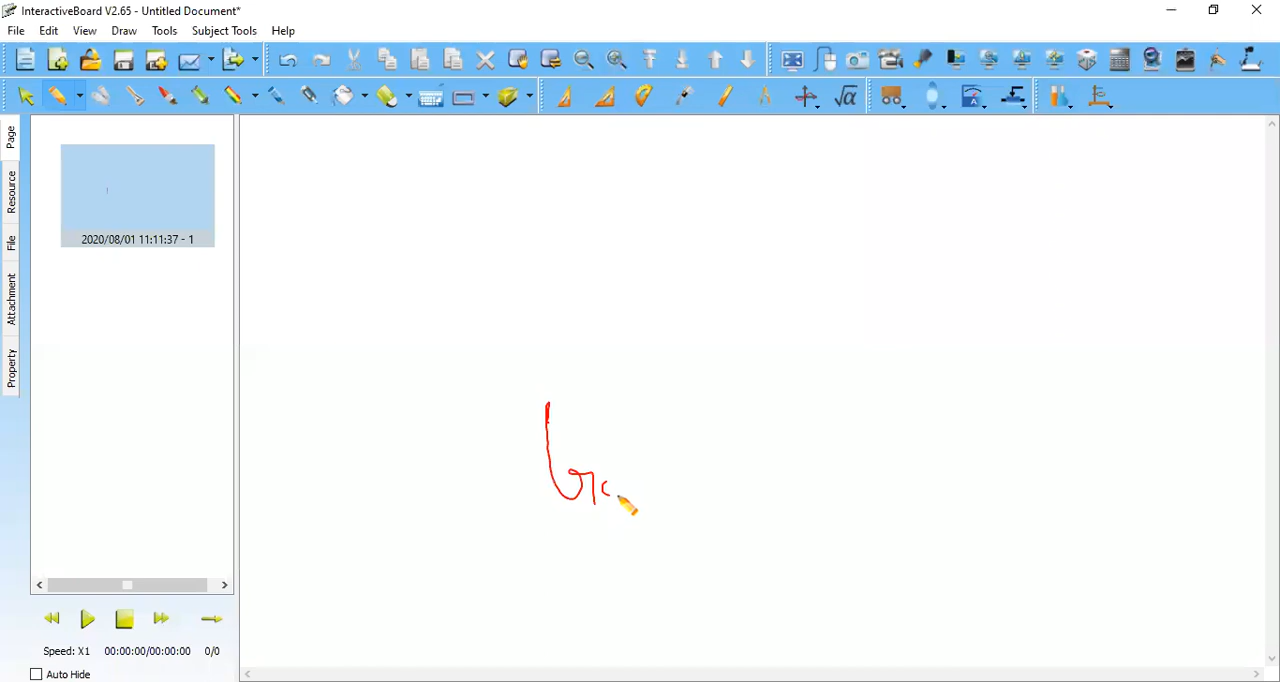 InteractiveBoard V2.65 - Untitled Document*
File Edit View Draw Tools Subject Tools Help
Page
Resource
File
Attachment
Property
2020/08/01 11:11:37 - 1
Speed: X1 00:00:00/00:00:00 0/0
Auto Hide